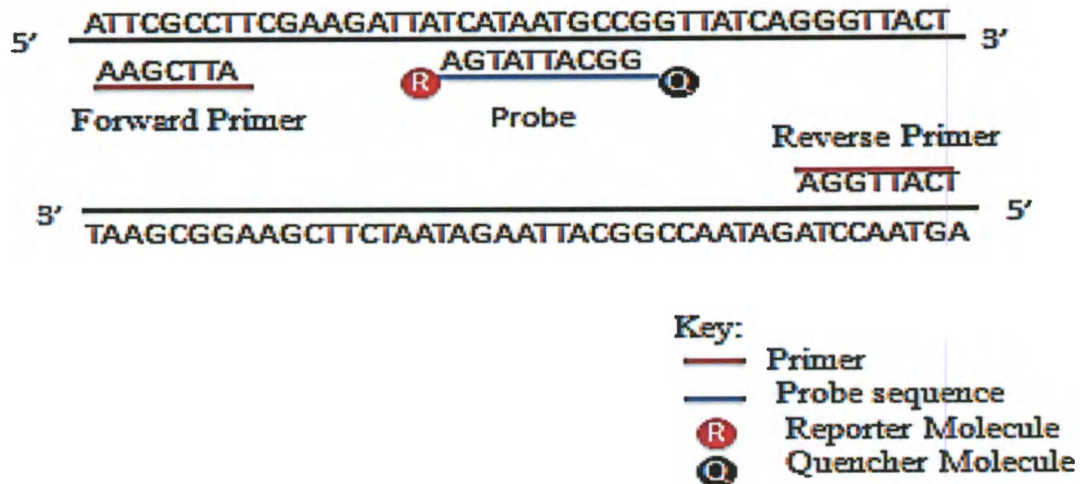 ATTCGCCTTCGAAGATTATCATAATGCCGGTTATCAGGGTTACT
5’ 3’
AAGCTTA AGTATTACGG
R Q
Forward Primer Probe
Reverse Primer
AGGTTACT
3’ 5’
TAAGCGGAAGCTTCTAATAGAATTACGGCCAATAGATCCAATGA
Key:
Primer
Probe sequence
R Reporter Molecule
Q Quencher Molecule